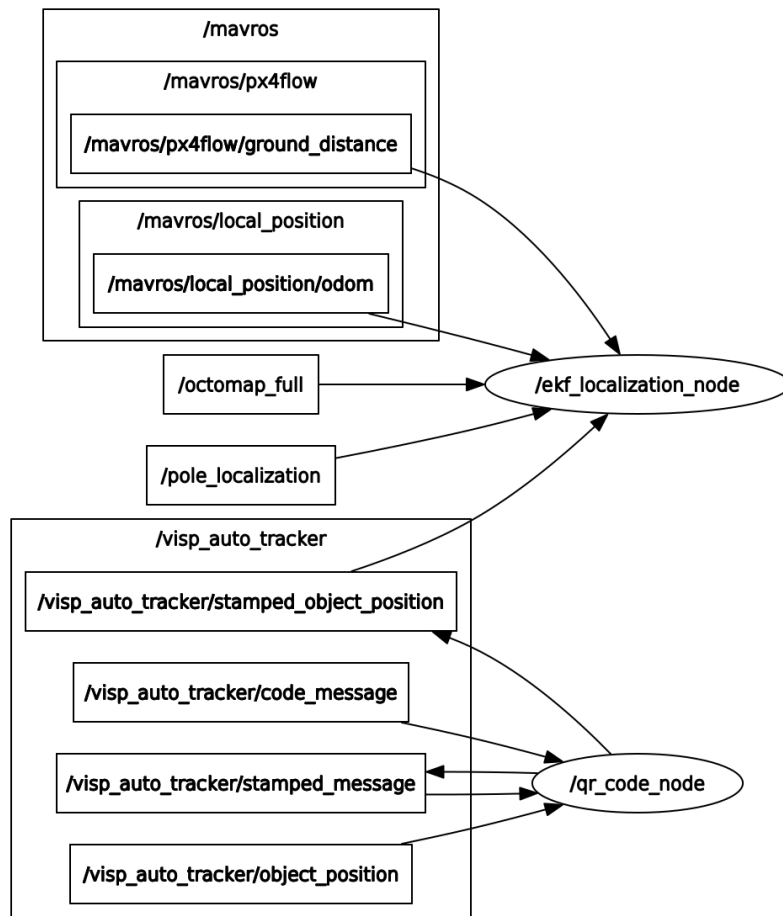 /mavros
/mavros/px4flow
/mavros/px4flow/ground_distance
/mavros/local_position
/mavros/local_position/odom
/octomap_full
/ekf_localization_node
/pole_localization
/visp_auto_tracker
/visp_auto_tracker/stamped_object_position
/visp_auto_tracker/code_message
/visp_auto_tracker/stamped_message
/qr_code_node
/visp_auto_tracker/object_position